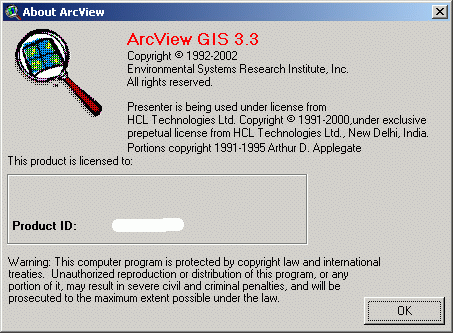 About ArcView
ArcView GIS 3.3
Copyright © 1992-2002
Environmental Systems Research Institute, Inc.
All rights reserved.
Presenter is being used under license from
HCL Technologies Ltd. Copyright © 1991-2000,under exclusive
prepetual license from HCL Technologies Ltd., New Delhi, India.
Portions copyright 1991-1995 Arthur D. Applegate
This product is licensed to:
Product ID:
Warning: This computer program is protected by copyright law and international
treaties. Unauthorized reproduction or distribution of this program, or any
portion of it, may result in severe civil and criminal penalties, and will be
prosecuted to the maximum extent possible under the law.
OK